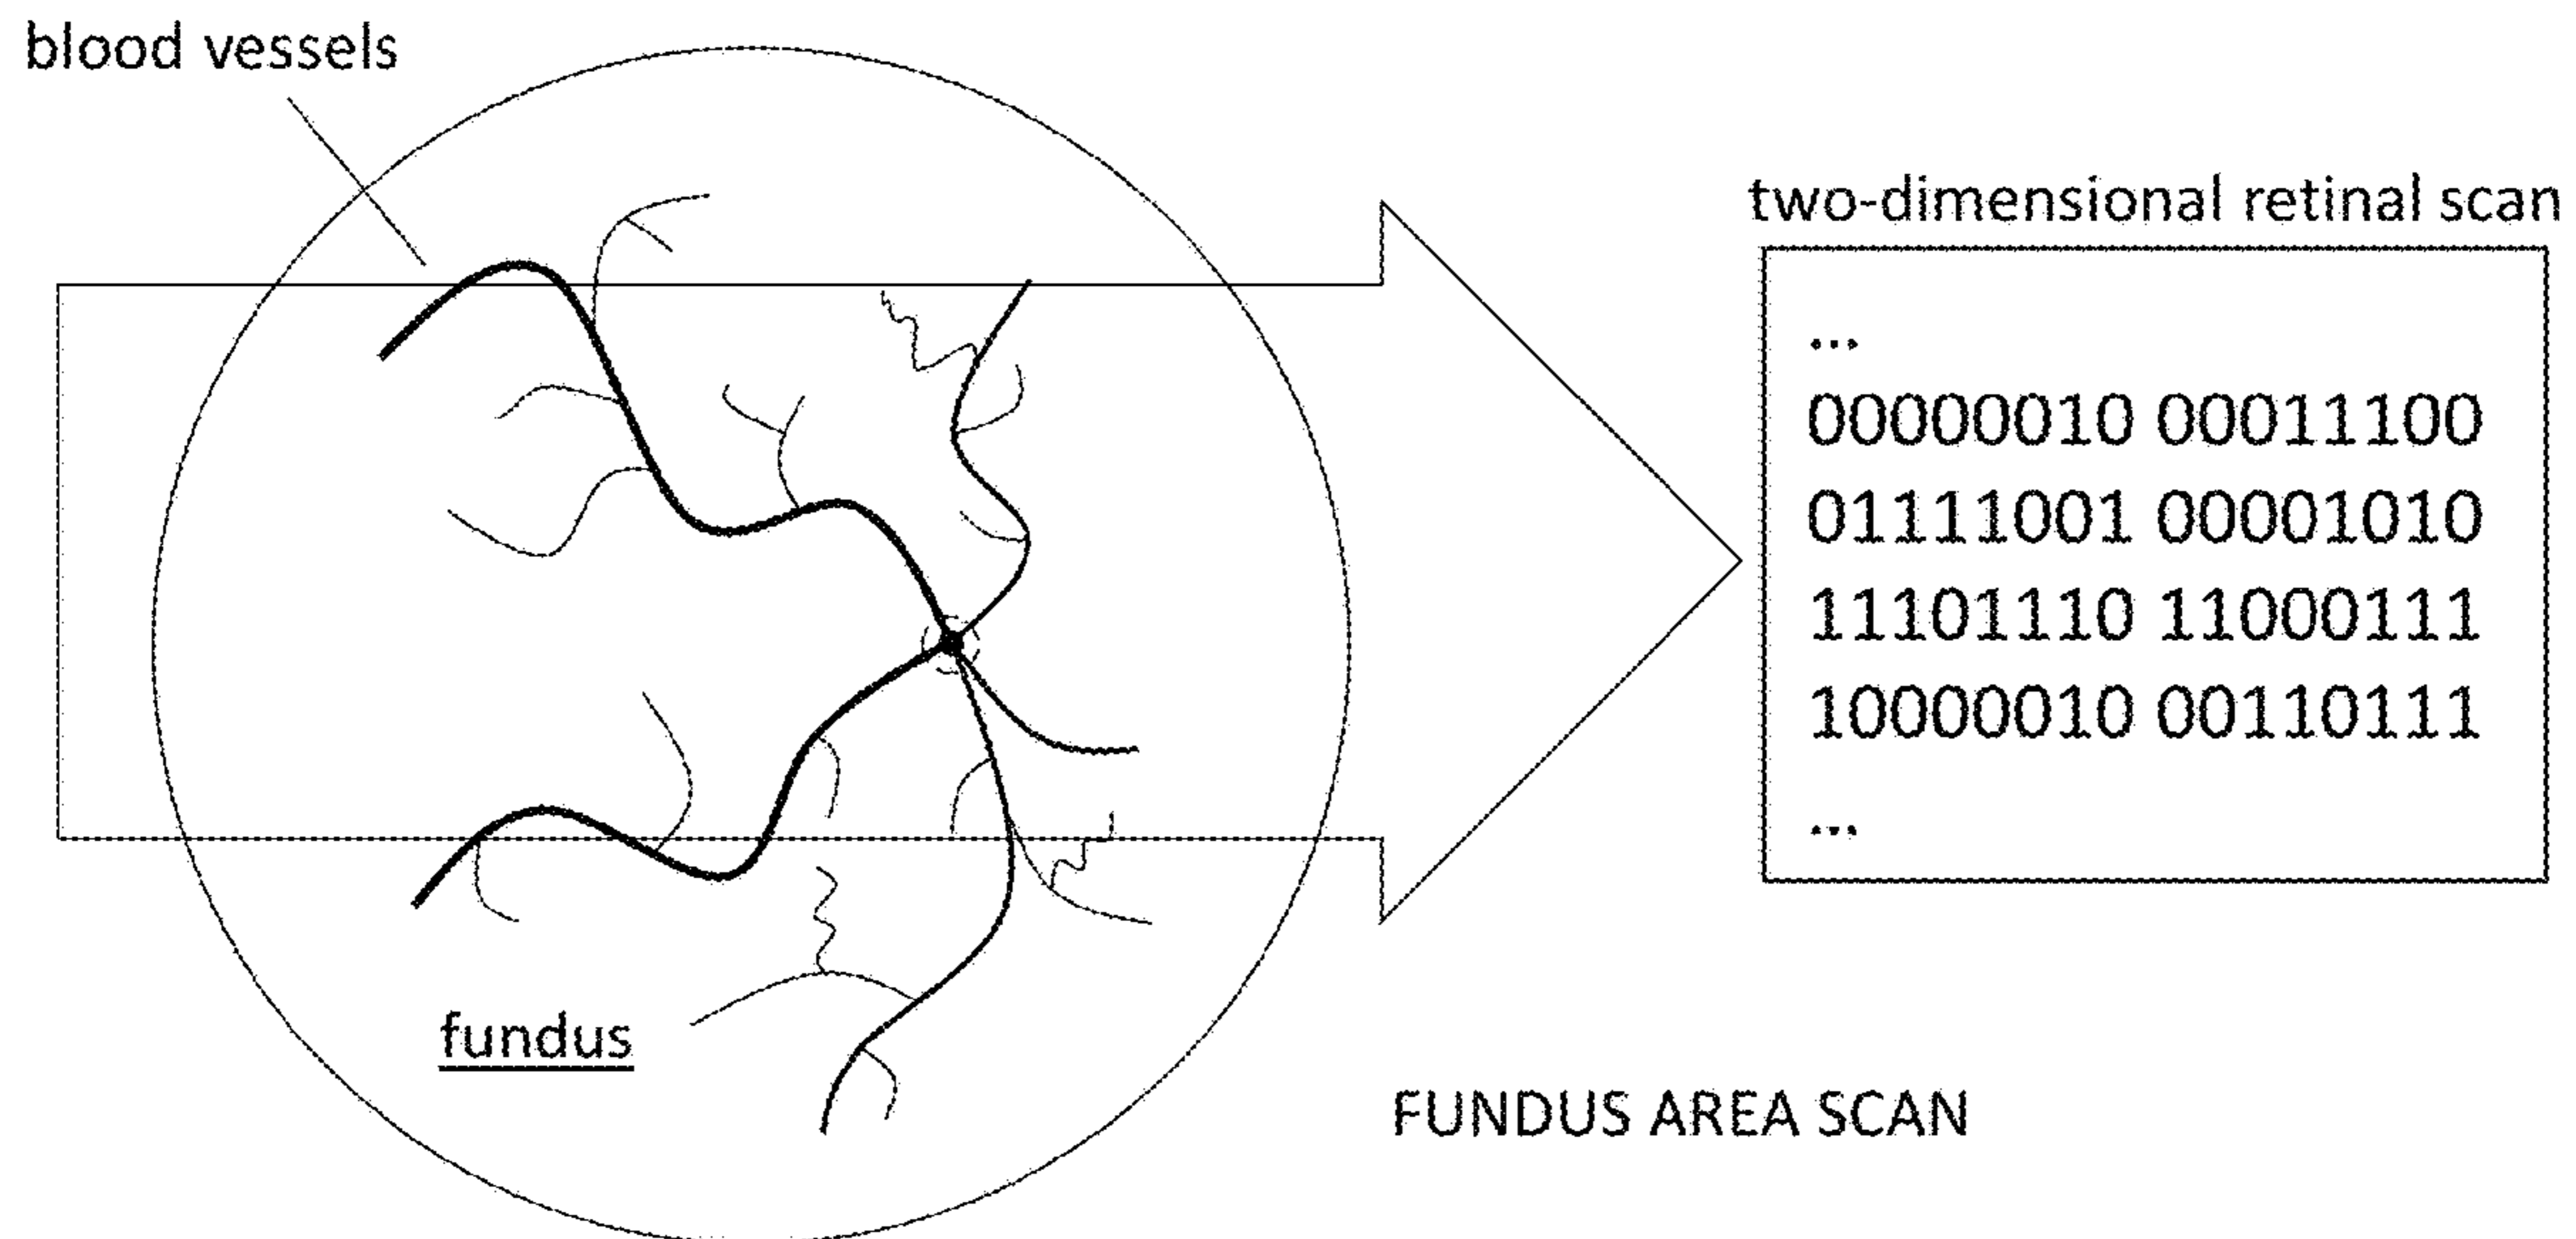 blood vessels
two-dimensional retinal scan
...
00000010 00011100
01111001 00001010
11101110 11000111
10000010 00110111
...
fundus
FUNDUS AREA SCAN